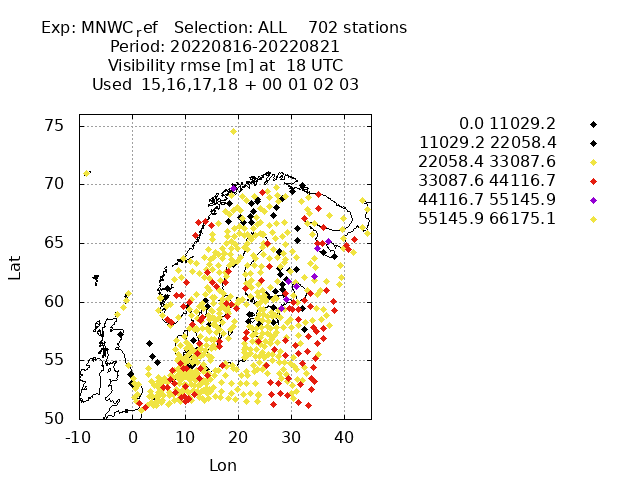 Exp: MNWC_ref   Selection: ALL    702 stations
Period: 20220816-20220821
Visibility rmse [m] at  18 UTC
Used  15,16,17,18 + 00 01 02 03
0.0 11029.2
11029.2 22058.4
22058.4 33087.6
33087.6 44116.7
44116.7 55145.9
55145.9 66175.1
75
70
65
60
55
50
Lat
-10 0 10 20 30 40
Lon